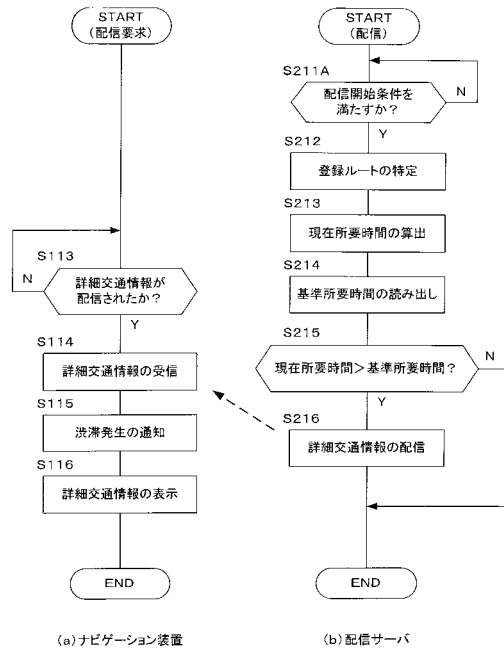 START
(配信要求)
S113
N
詳細交通情報が
配信されたか？
Y
S114
詳細交通情報の受信
S115
渋滞発生の通知
S116
詳細交通情報の表示
END
(a)ナビゲーション装置
START
(配信)
S211A
N
配信開始条件を
満たすか？
Y
S212
登録ルートの特定
S213
現在所要時間の算出
S214
基準所要時間の読み出し
S215
N
現在所要時間＞基準所要時間？
Y
S216
詳細交通情報の配信
END
(b)配信サーバ